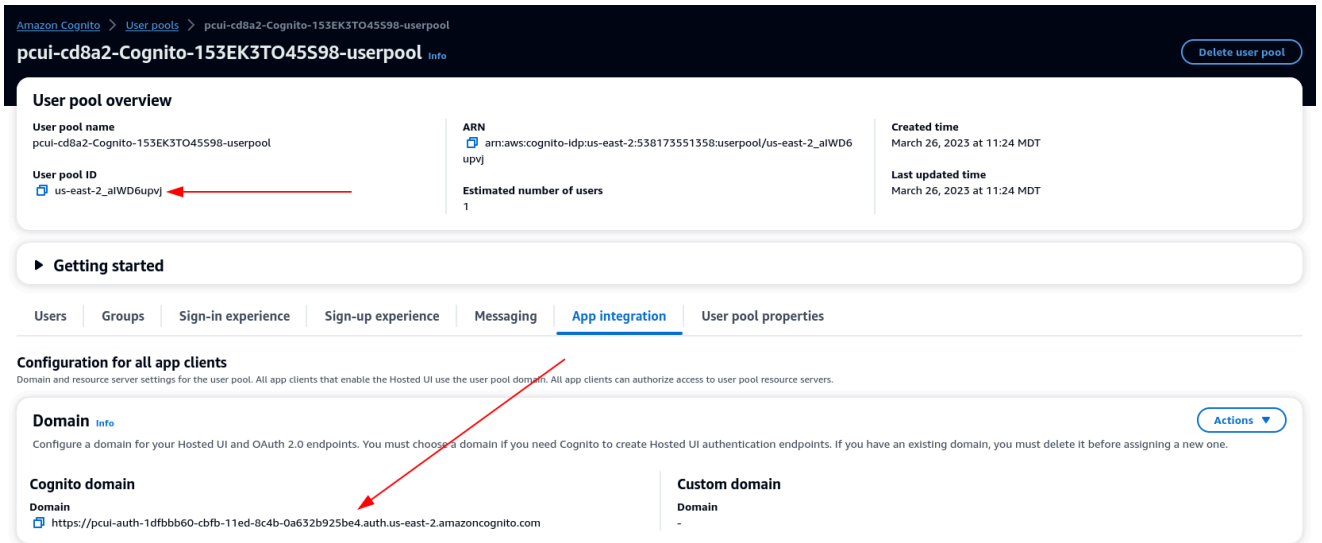 Amazon Cognito > User pools > pcui-cd8a2-Cognito-153EK3TO45S98-userpool
pcui-cd8a2-Cognito-153EK3TO45S98-userpool Info
Delete user pool
User pool overview
User pool name
pcui-cd8a2-Cognito-153EK3TO45S98-userpool
User pool ID
us-east-2_aIWD6upvj
ARN
arn:aws:cognito-idp:us-east-2:538173551358:userpool/us-east-2_aIWD6
upvj
Estimated number of users
1
Created time
March 26, 2023 at 11:24 MDT
Last updated time
March 26, 2023 at 11:24 MDT
Getting started
Users Groups Sign-in experience Sign-up experience Messaging App integration User pool properties
Configuration for all app clients
Domain and resource server settings for the user pool. All app clients that enable the Hosted UI use the user pool domain. All app clients can authorize access to user pool resource servers.
Domain Info
Actions
Configure a domain for your Hosted UI and OAuth 2.0 endpoints. You must choose a domain if you need Cognito to create Hosted UI authentication endpoints. If you have an existing domain, you must delete it before assigning a new one.
Cognito domain
Domain
https://pcui-auth-1dfbbb60-cbfb-11ed-8c4b-0a632b925be4.auth.us-east-2.amazoncognito.com
Custom domain
Domain
-